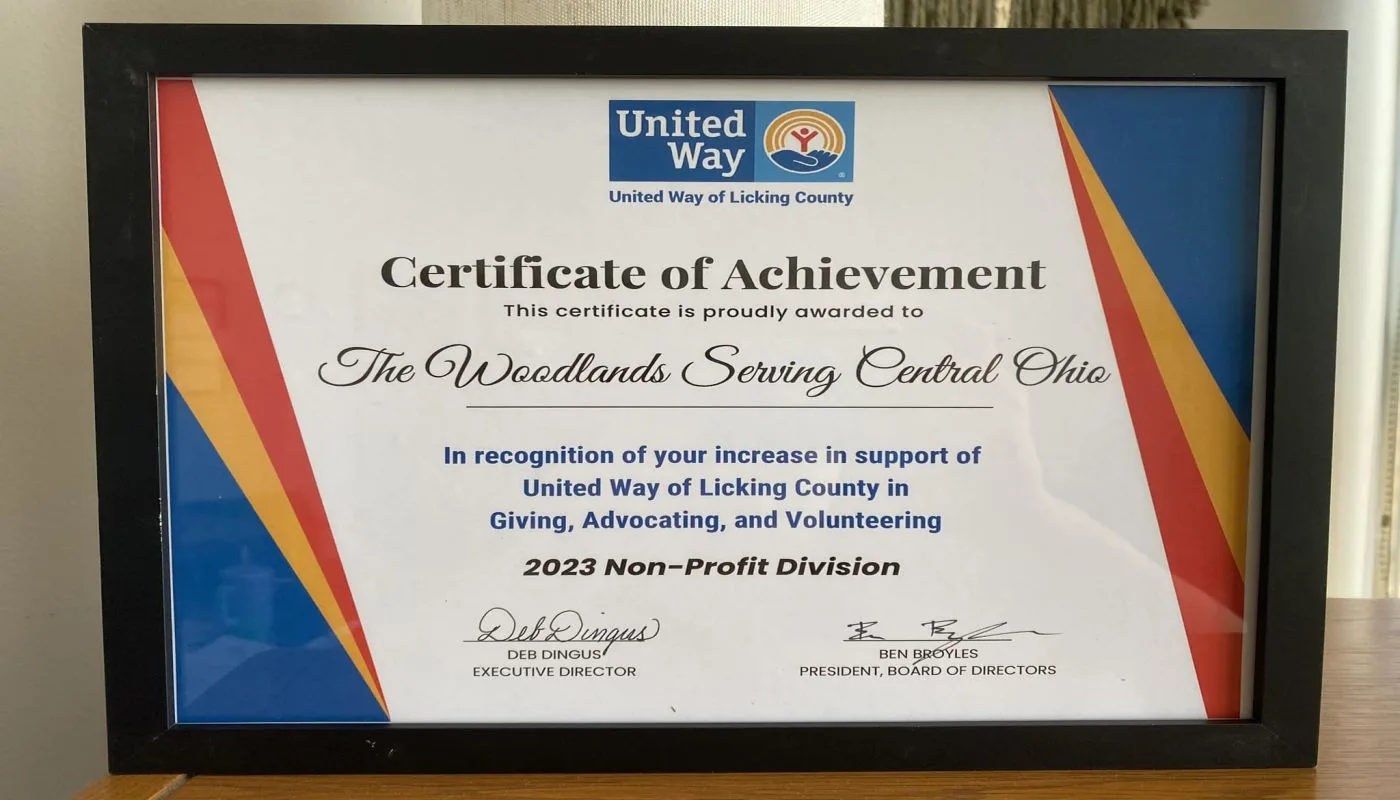 United
Way
United Way of Licking County
Certificate of Achievement
This certificate is proudly awarded to
The Woodlands Serving Central Ohio
In recognition of your increase in support of
United Way of Licking County in
Giving, Advocating, and Volunteering
2023 Non-Profit Division
Deb Dingus
DEB DINGUS
EXECUTIVE DIRECTOR
BEN BROYLES
PRESIDENT, BOARD OF DIRECTORS